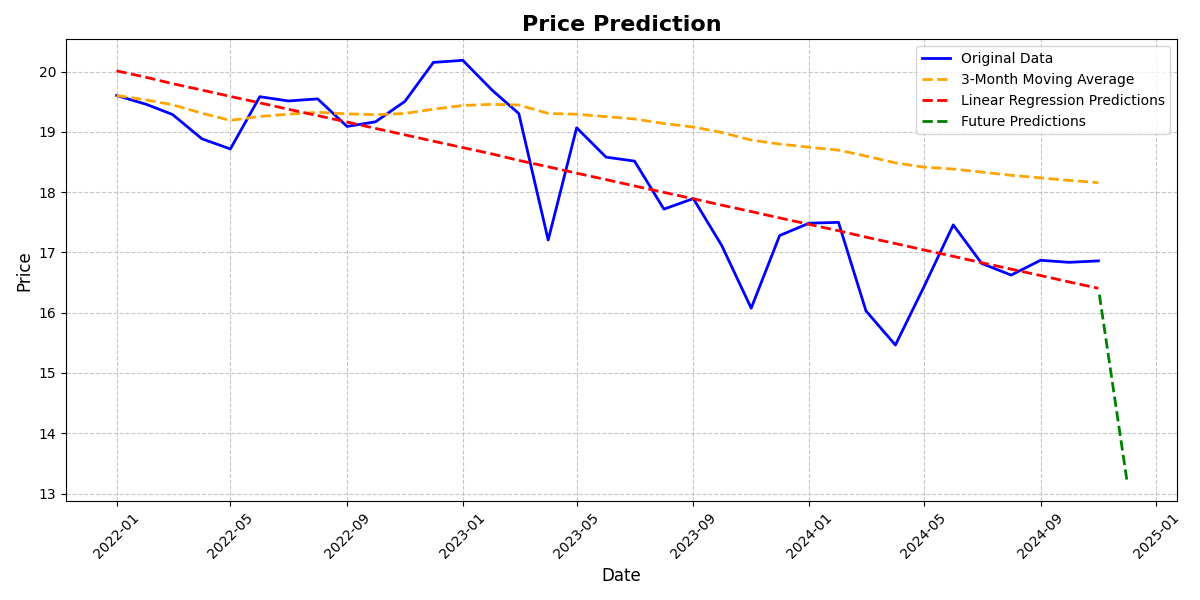 Price Prediction
Original Data
3-Month Moving Average
Linear Regression Predictions
Future Predictions
Price
20
19
18
17
16
15
14
13
2022-01
2022-05
2022-09
2023-01
2023-05
2023-09
2024-01
2024-05
2024-09
2025-01
Date